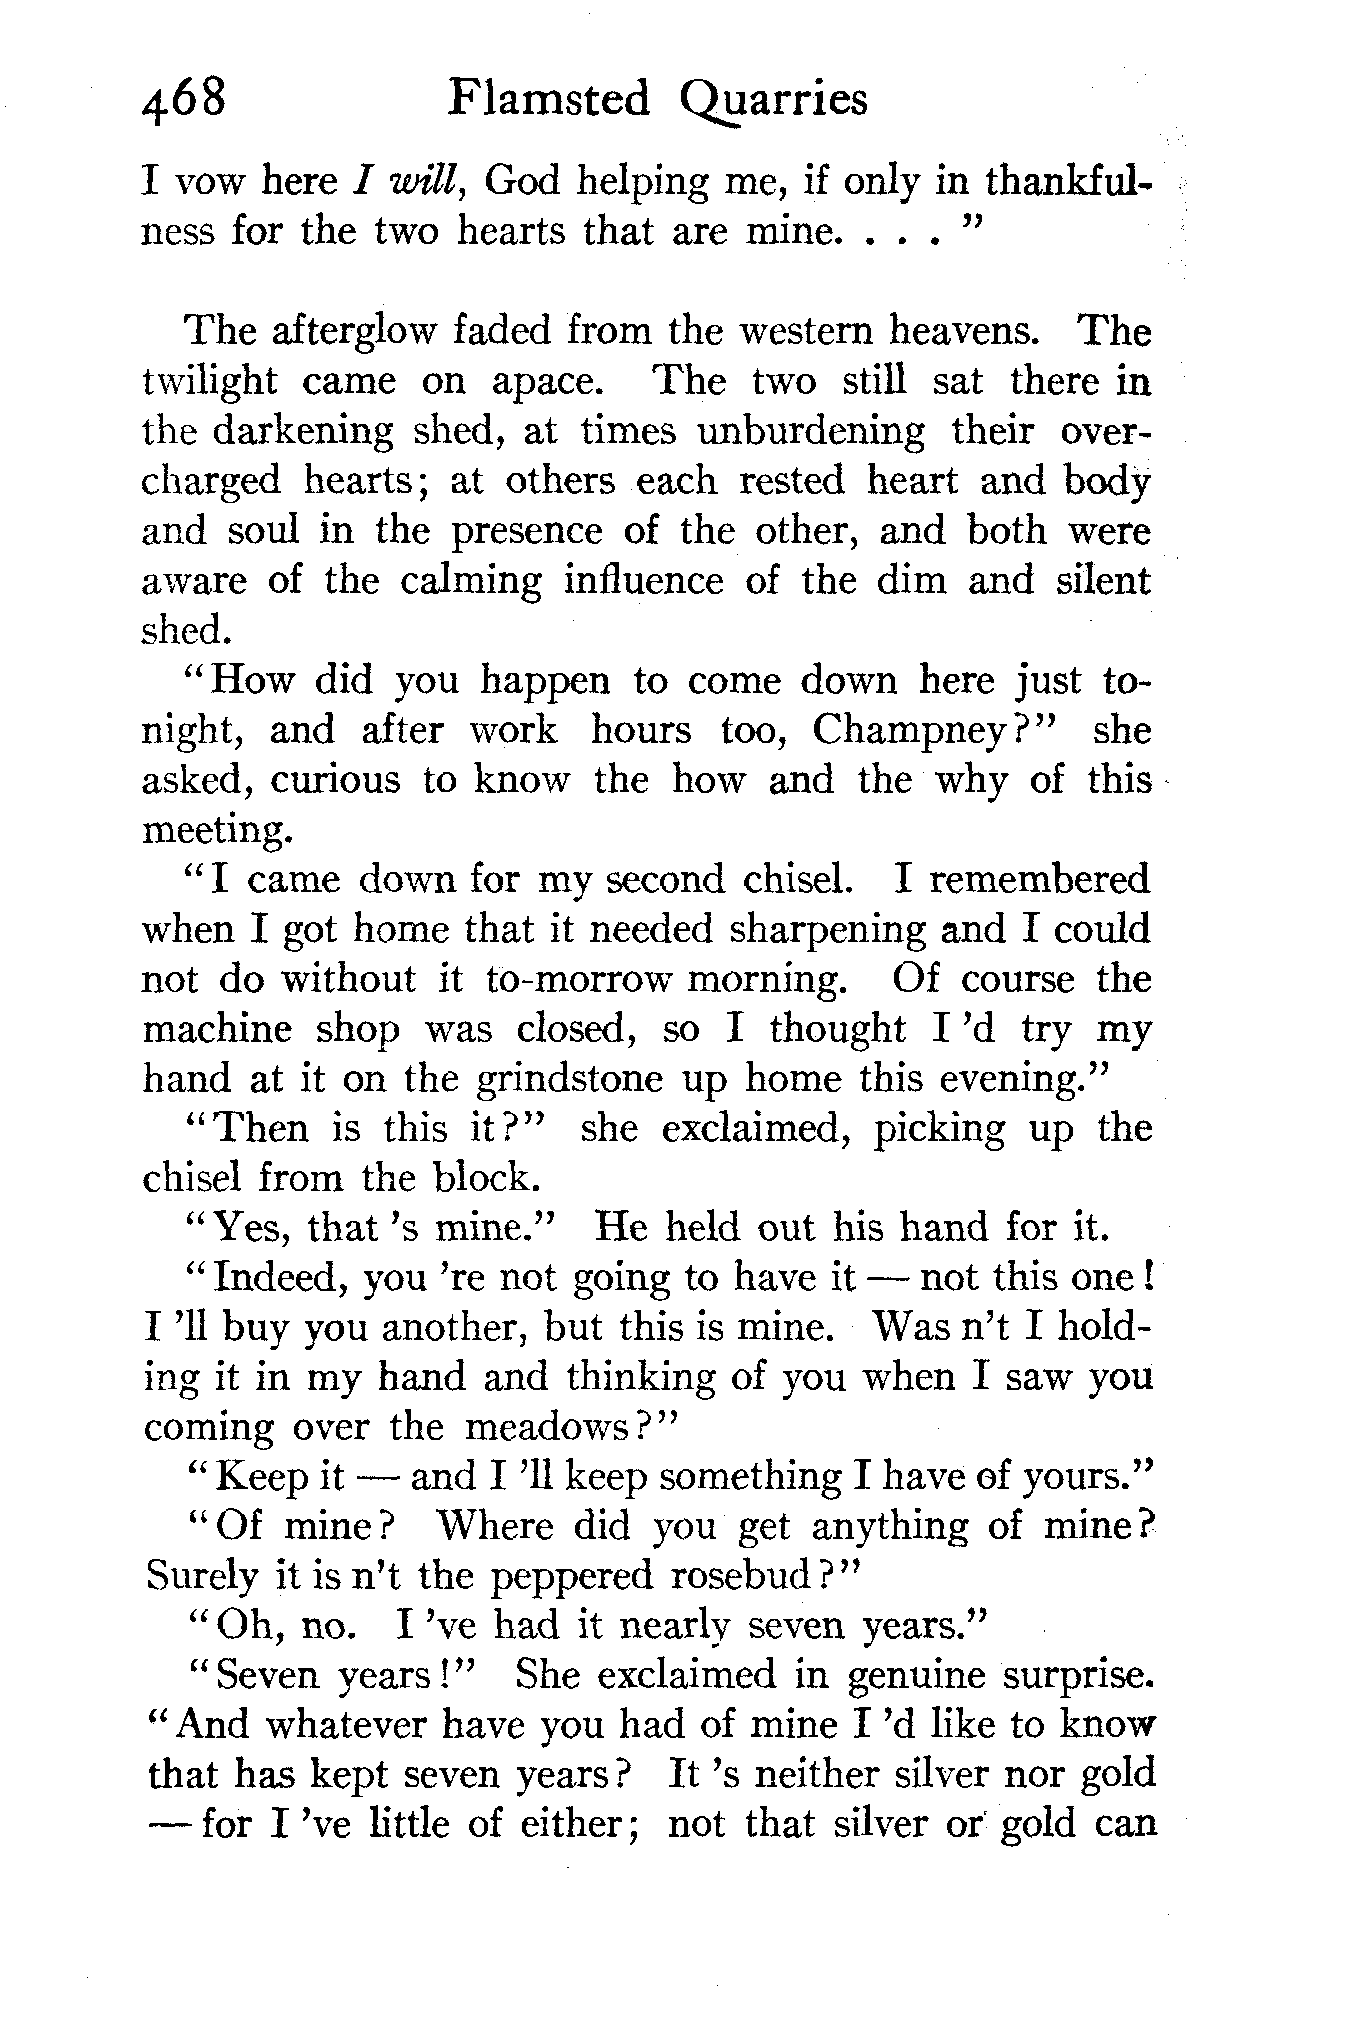 468 Flamsted Quarries
I vow here I will, God helping me, if only in thankful-
ness for the two hearts that are mine. . . . ”
The afterglow faded from the western heavens. The
twilight came on apace. The two still sat there in
the darkening shed, at times unburdening their over-
charged hearts; at others each rested heart and body
and soul in the presence of the other, and both were
aware of the calming influence of the dim and silent
shed.
“How did you happen to come down here just to-
night, and after work hours too, Champney?” she
asked, curious to know the how and the why of this
meeting.
“I came down for my second chisel. I remembered
when I got home that it needed sharpening and I could
not do without it to-morrow morning. Of course the
machine shop was closed, so I thought I ’d try my
hand at it on the grindstone up home this evening.”
“Then is this it?” she exclaimed, picking up the
chisel from the block.
“Yes, that ’s mine.” He held out his hand for it.
“Indeed, you ’re not going to have it — not this one!
I ’ll buy you another, but this is mine. Was n’t I hold-
ing it in my hand and thinking of you when I saw you
coming over the meadows?”
“Keep it — and I ’ll keep something I have of yours.”
“Of mine? Where did you get anything of mine?
Surely it is n’t the peppered rosebud?”
“Oh, no. I ’ve had it nearly seven years.”
“Seven years!” She exclaimed in genuine surprise.
“And whatever have you had of mine I ’d like to know
that has kept seven years? It ’s neither silver nor gold
— for I ’ve little of either; not that silver or gold can